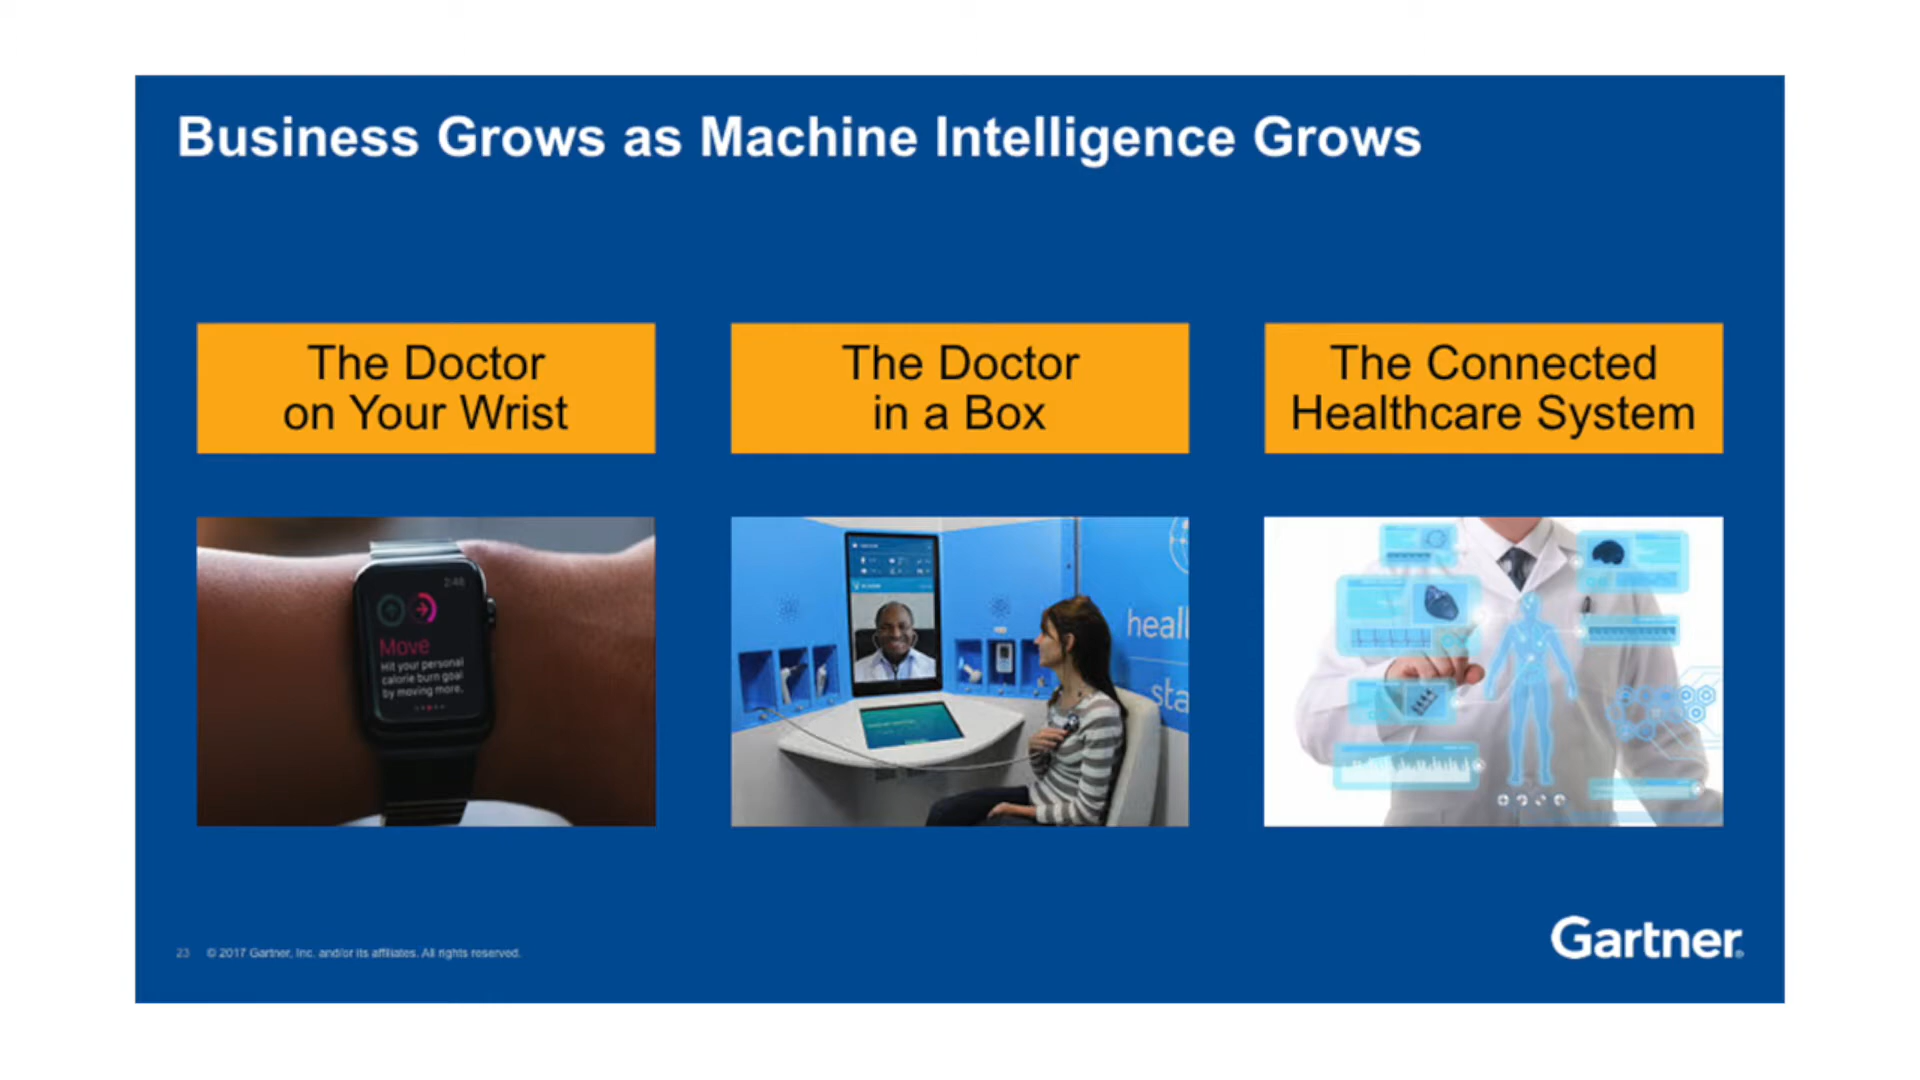 Business Grows as Machine Intelligence Grows
The Doctor
on Your Wrist
The Doctor
in a Box
The Connected
Healthcare System
2:46
Move
Hit your personal
calorie burn goal
by moving more.
heal
sta
23 © 2017 Gartner, Inc. and/or its affiliates. All rights reserved.
Gartner®